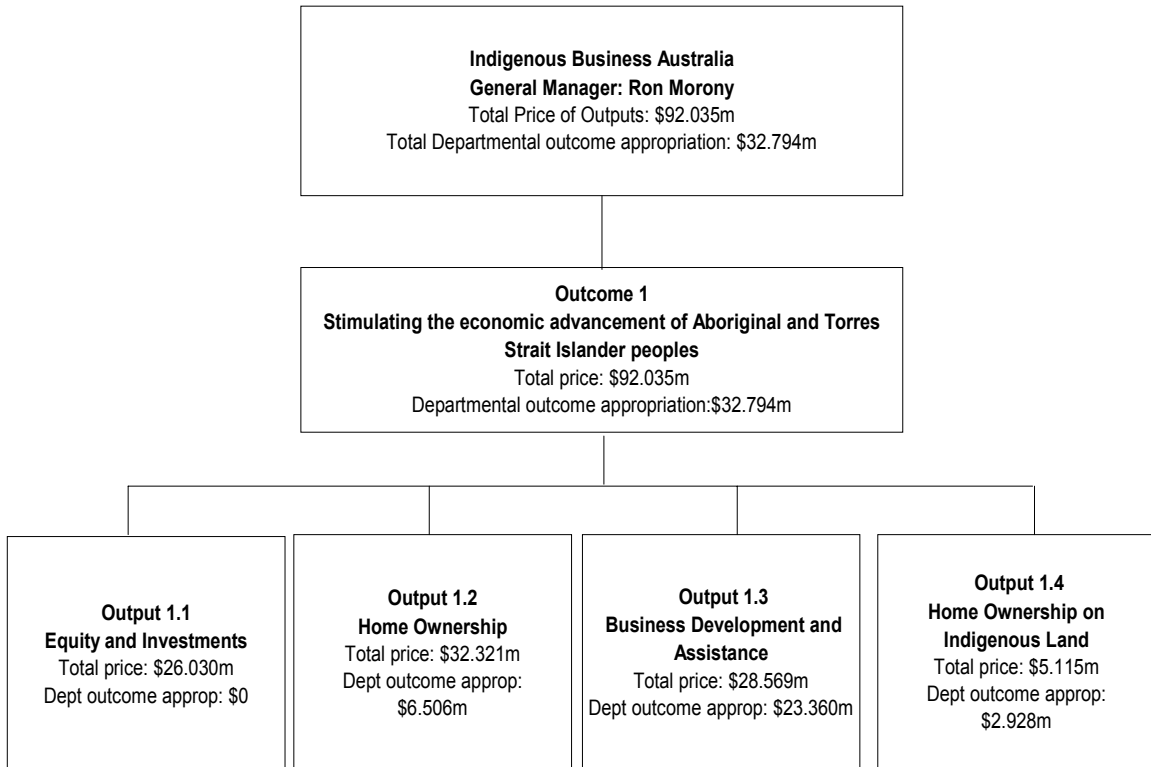 Indigenous Business Australia
General Manager: Ron Morony
Total Price of Outputs: $92.035m
Total Departmental outcome appropriation: $32.794m
Outcome 1
Stimulating the economic advancement of Aboriginal and Torres
Strait Islander peoples
Total price: $92.035m
Departmental outcome appropriation:$32.794m
Output 1.1
Equity and Investments
Total price: $26.030m
Dept outcome approp: $0
Output 1.2
Home Ownership
Total price: $32.321m
Dept outcome approp:
$6.506m
Output 1.3
Business Development and
Assistance
Total price: $28.569m
Dept outcome approp: $23.360m
Output 1.4
Home Ownership on
Indigenous Land
Total price: $5.115m
Dept outcome approp:
$2.928m